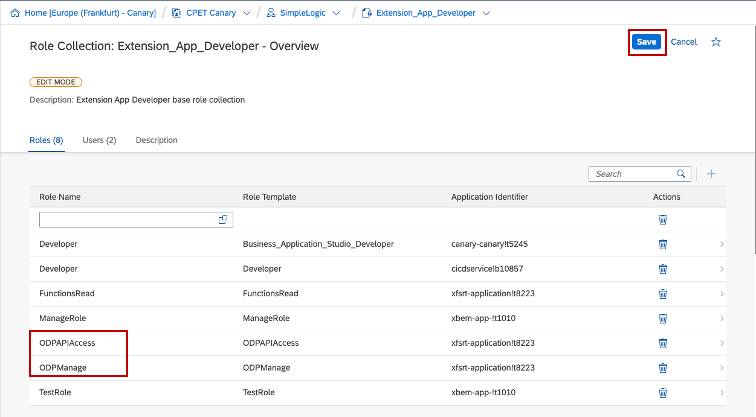 Home [Europe (Frankfurt) - Canary] / CPET Canary / SimpleLogic / Extension_App_Developer
Role Collection: Extension_App_Developer - Overview
Save Cancel
EDIT MODE
Description: Extension App Developer base role collection
Roles (8) Users (2) Description
Search
Role Name Role Template Application Identifier Actions
Developer Business_Application_Studio_Developer canary-canary!t5245
Developer Developer cicdservice!b10857
FunctionsRead FunctionsRead xfsrt-application!t8223
ManageRole ManageRole xbem-app-!t1010
ODPAPIAccess ODPAPIAccess xfsrt-application!t8223
ODPManage ODPManage xfsrt-application!t8223
TestRole TestRole xbem-app-!t1010